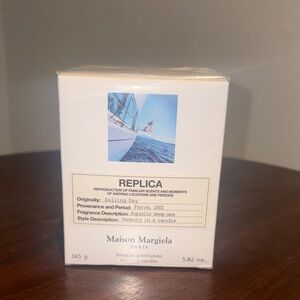 REPLICA
REPRODUCTION OF FAMILIAR SCENTS AND MOMENTS
OF VARYING LOCATIONS AND PERIODS
Originally: Sailing Day
Provenance and Period: Paros, 2001
Fragrance Description: Aquatic deep sea
Style Description: Memory in a candle
Maison Margiela
PARIS
165 g
bougie parfumée
candle
5.82 oz.